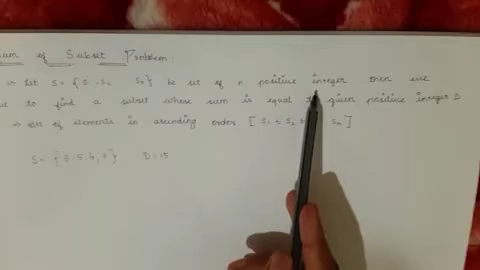 um of Subset Problem:
⇒ Let S = { S1 S2 Sn} be set of n positive integer then we
to find a subset whose sum is equal to given positive integer D
⇒ set of elements in ascending order [ S1 ≤ S2 ≤ Sn ]
S = { 3, 5, 6, 7 } D = 15